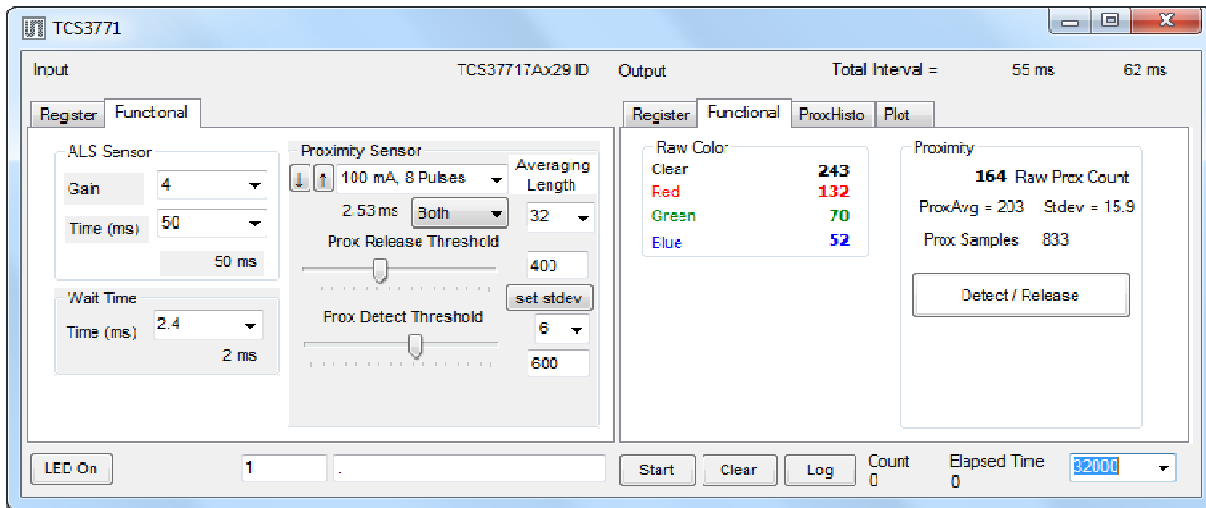 TCS3771
Input TCS37717Ax29 ID Output Total Interval = 55 ms 62 ms
Register Functional
ALS Sensor
Gain 4
Time (ms) 50
50 ms
Wait Time
Time (ms) 2.4
2 ms
Proximity Sensor
↓ ↑ 100 mA, 8 Pulses
Averaging
Length
2.53 ms Both 32
Prox Release Threshold
400
set stdev
Prox Detect Threshold
6
600
Register Functional ProxHisto Plot
Raw Color
Clear 243
Red 132
Green 70
Blue 52
Proximity
164 Raw Prox Count
ProxAvg = 203 Stdev = 15.9
Prox Samples 833
Detect / Release
LED On 1 . Start Clear Log Count 0 Elapsed Time 0 32000